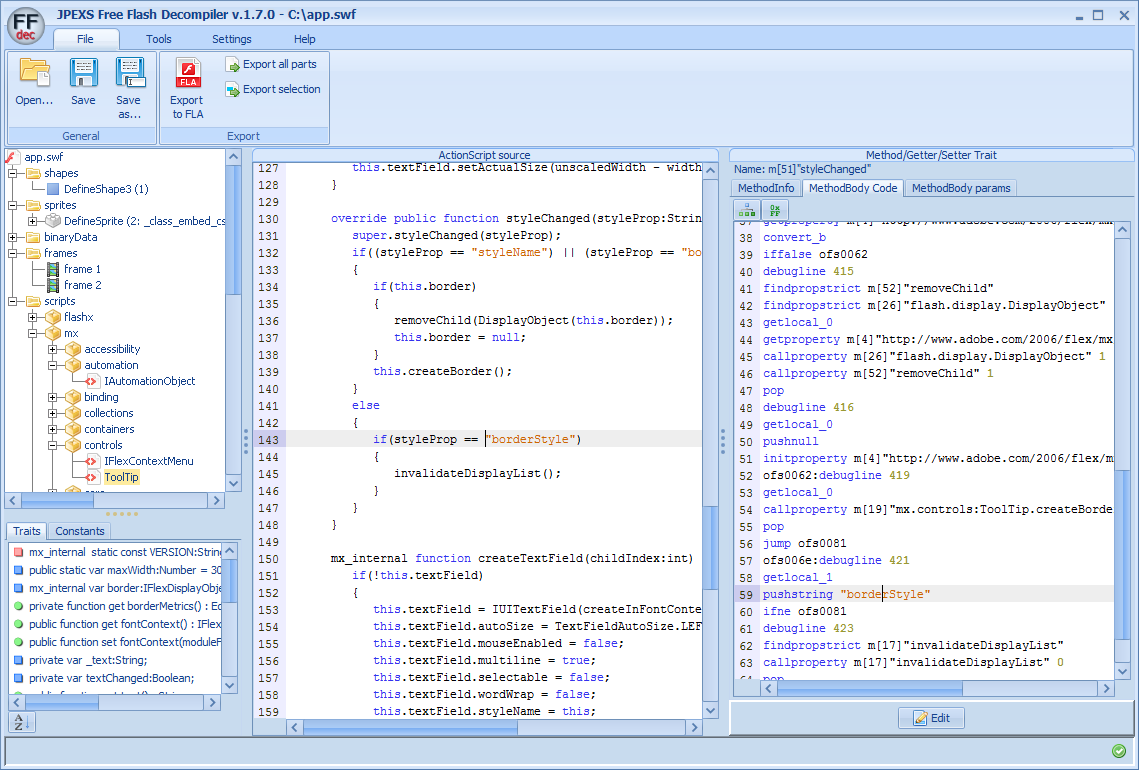 FF
dec
JPEXS Free Flash Decompiler v.1.7.0 - C:\app.swf
File Tools Settings Help
Open...
Save
Save
as...
General
FLA
Export
to FLA
Export all parts
Export selection
Export
app.swf
shapes
DefineShape3 (1)
sprites
DefineSprite (2: _class_embed_cs
binaryData
frames
frame 1
frame 2
scripts
flashx
mx
accessibility
automation
IAutomationObject
binding
collections
containers
controls
IFlexContextMenu
ToolTip
Traits Constants
mx_internal static const VERSION:String
public static var maxWidth:Number = 30
mx_internal var border:IFlexDisplayObje
private function get borderMetrics() : Ed
public function get fontContext() : IFlex
public function set fontContext(moduleF
private var _text:String;
private var textChanged:Boolean;
A
Z
ActionScript source
127 this.textField.setActualSize(unscaledWidth - width
128 }
129
130 override public function styleChanged(styleProp:Strin
131 super.styleChanged(styleProp);
132 if((styleProp == "styleName") || (styleProp == "bo
133 {
134 if(this.border)
135 {
136 removeChild(DisplayObject(this.border));
137 this.border = null;
138 }
139 this.createBorder();
140 }
141 else
142 {
143 if(styleProp == "borderStyle")
144 {
145 invalidateDisplayList();
146 }
147 }
148 }
149
150 mx_internal function createTextField(childIndex:int)
151 if(!this.textField)
152 {
153 this.textField = IUITextField(createInFontConte
154 this.textField.autoSize = TextFieldAutoSize.LEF
155 this.textField.mouseEnabled = false;
156 this.textField.multiline = true;
157 this.textField.selectable = false;
158 this.textField.wordWrap = false;
159 this.textField.styleName = this;
Method/Getter/Setter Trait
Name: m[51]"styleChanged"
MethodInfo MethodBody Code MethodBody params
0x
FF
37 getproperty m[4]"http://www.adobe.com/2006/flex/mx
38 convert_b
39 iffalse ofs0062
40 debugline 415
41 findpropstrict m[52]"removeChild"
42 findpropstrict m[26]"flash.display.DisplayObject"
43 getlocal_0
44 getproperty m[4]"http://www.adobe.com/2006/flex/mx
45 callproperty m[26]"flash.display.DisplayObject" 1
46 callproperty m[52]"removeChild" 1
47 pop
48 debugline 416
49 getlocal_0
50 pushnull
51 initproperty m[4]"http://www.adobe.com/2006/flex/m
52 ofs0062:debugline 419
53 getlocal_0
54 callproperty m[19]"mx.controls:ToolTip.createBorde
55 pop
56 jump ofs0081
57 ofs006e:debugline 421
58 getlocal_1
59 pushstring "borderStyle"
60 ifne ofs0081
61 debugline 423
62 findpropstrict m[17]"invalidateDisplayList"
63 callproperty m[17]"invalidateDisplayList" 0
64 pop
Edit